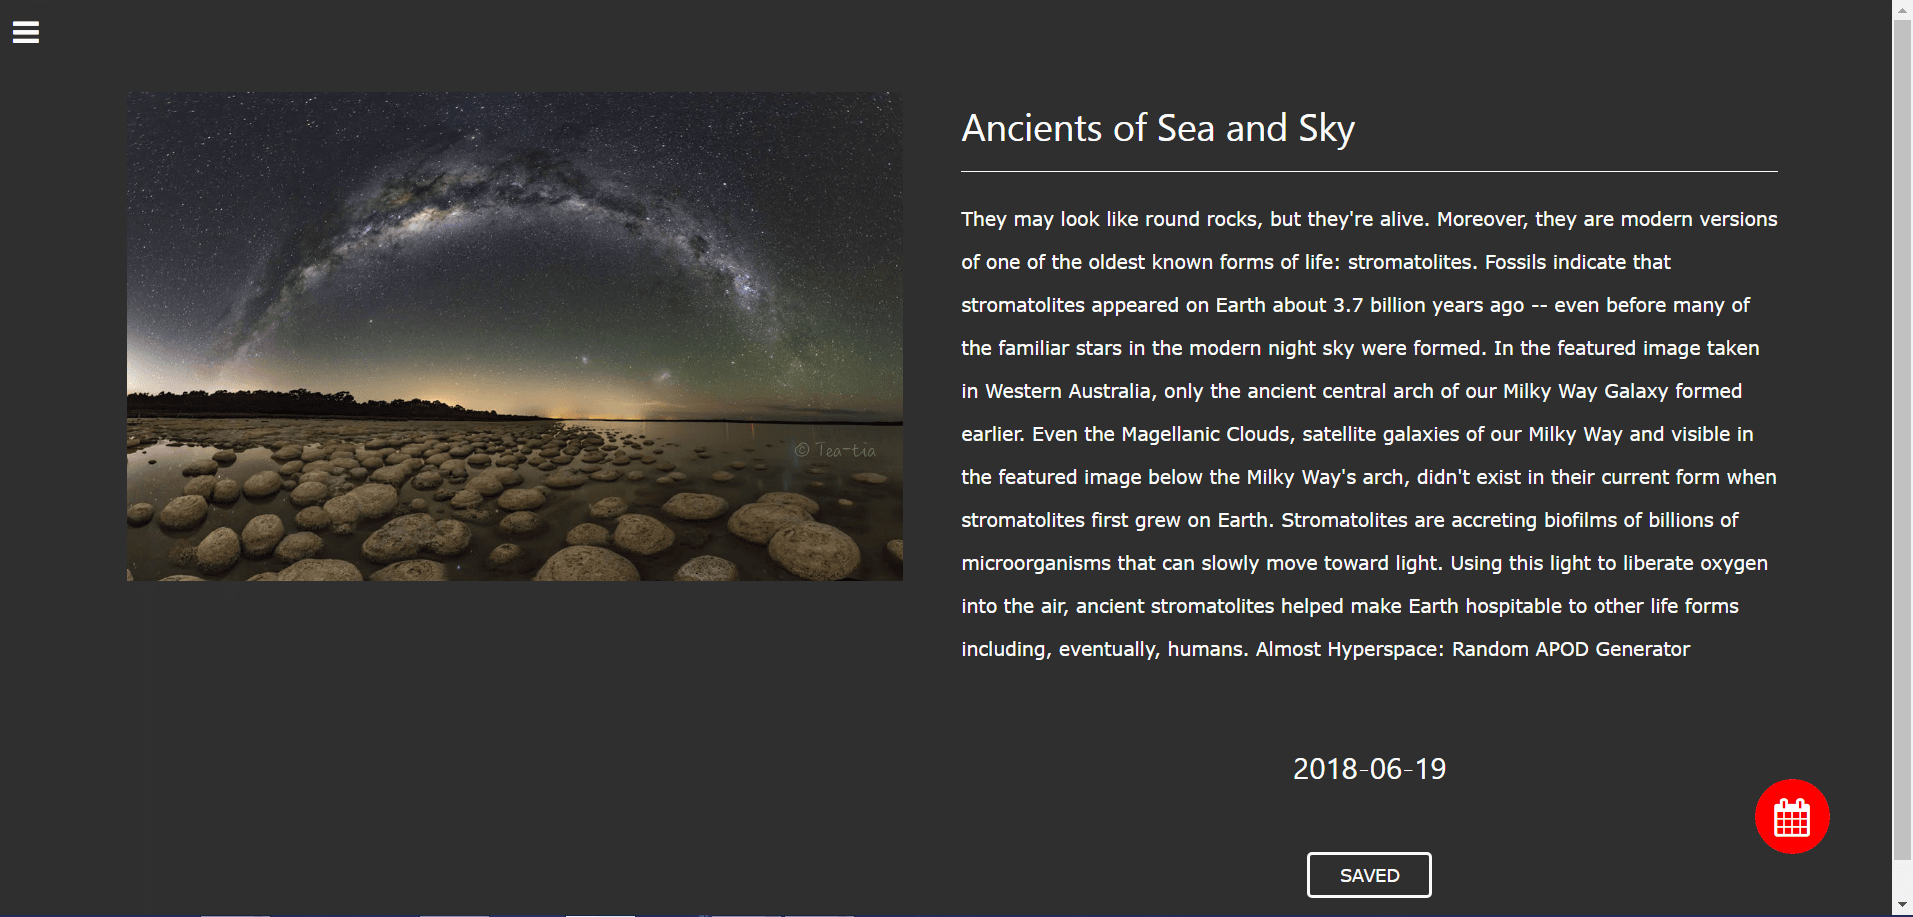 Ancients of Sea and Sky
They may look like round rocks, but they're alive. Moreover, they are modern versions
of one of the oldest known forms of life: stromatolites. Fossils indicate that
stromatolites appeared on Earth about 3.7 billion years ago -- even before many of
the familiar stars in the modern night sky were formed. In the featured image taken
in Western Australia, only the ancient central arch of our Milky Way Galaxy formed
earlier. Even the Magellanic Clouds, satellite galaxies of our Milky Way and visible in
the featured image below the Milky Way's arch, didn't exist in their current form when
stromatolites first grew on Earth. Stromatolites are accreting biofilms of billions of
microorganisms that can slowly move toward light. Using this light to liberate oxygen
into the air, ancient stromatolites helped make Earth hospitable to other life forms
including, eventually, humans. Almost Hyperspace: Random APOD Generator
© Tea-tia
2018-06-19
SAVED